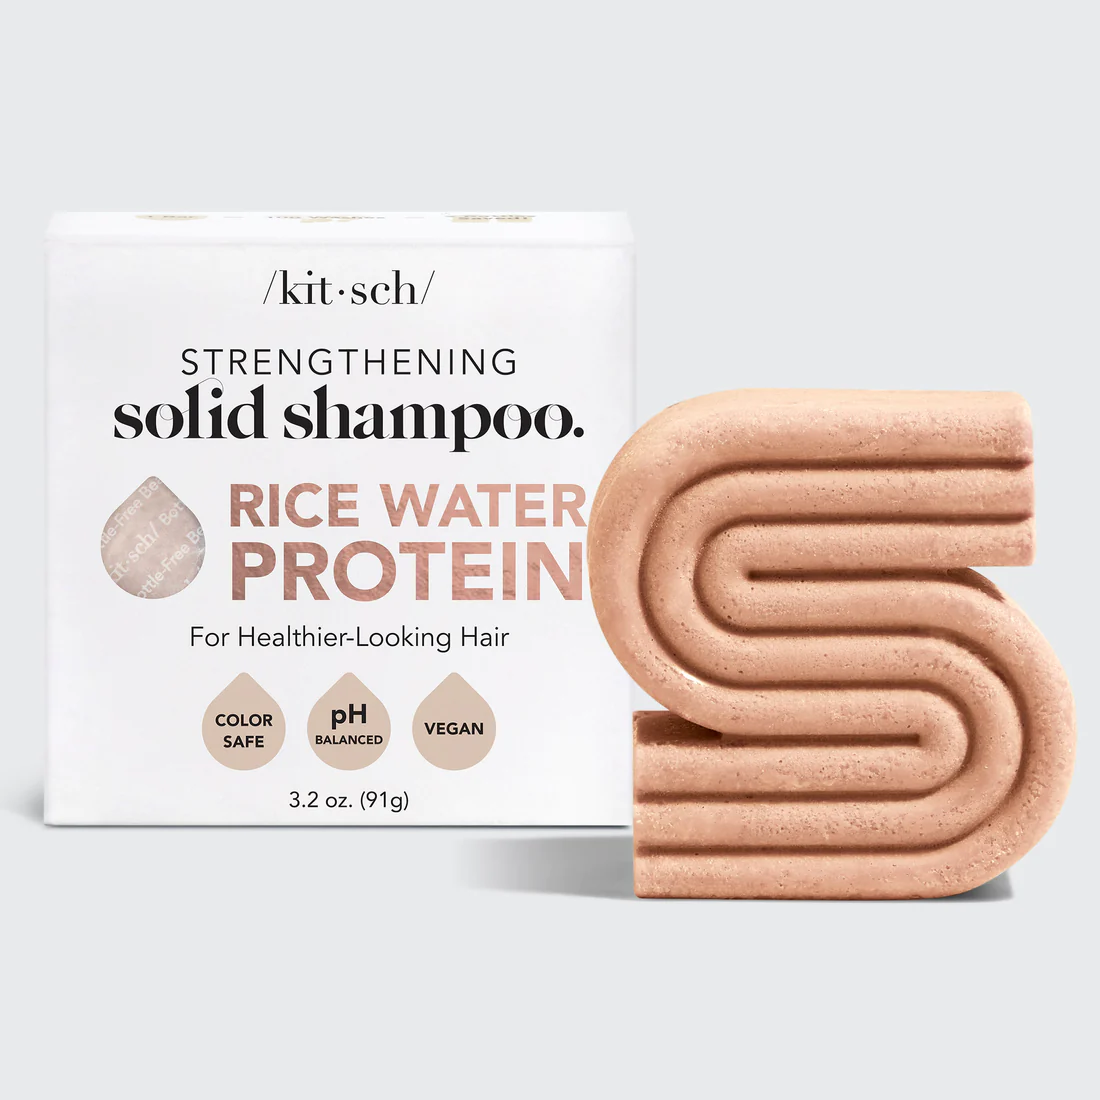 /kit·sch/
STRENGTHENING
solid shampoo.
RICE WATER
PROTEIN
For Healthier-Looking Hair
COLOR
SAFE
pH
BALANCED
VEGAN
3.2 oz. (91g)